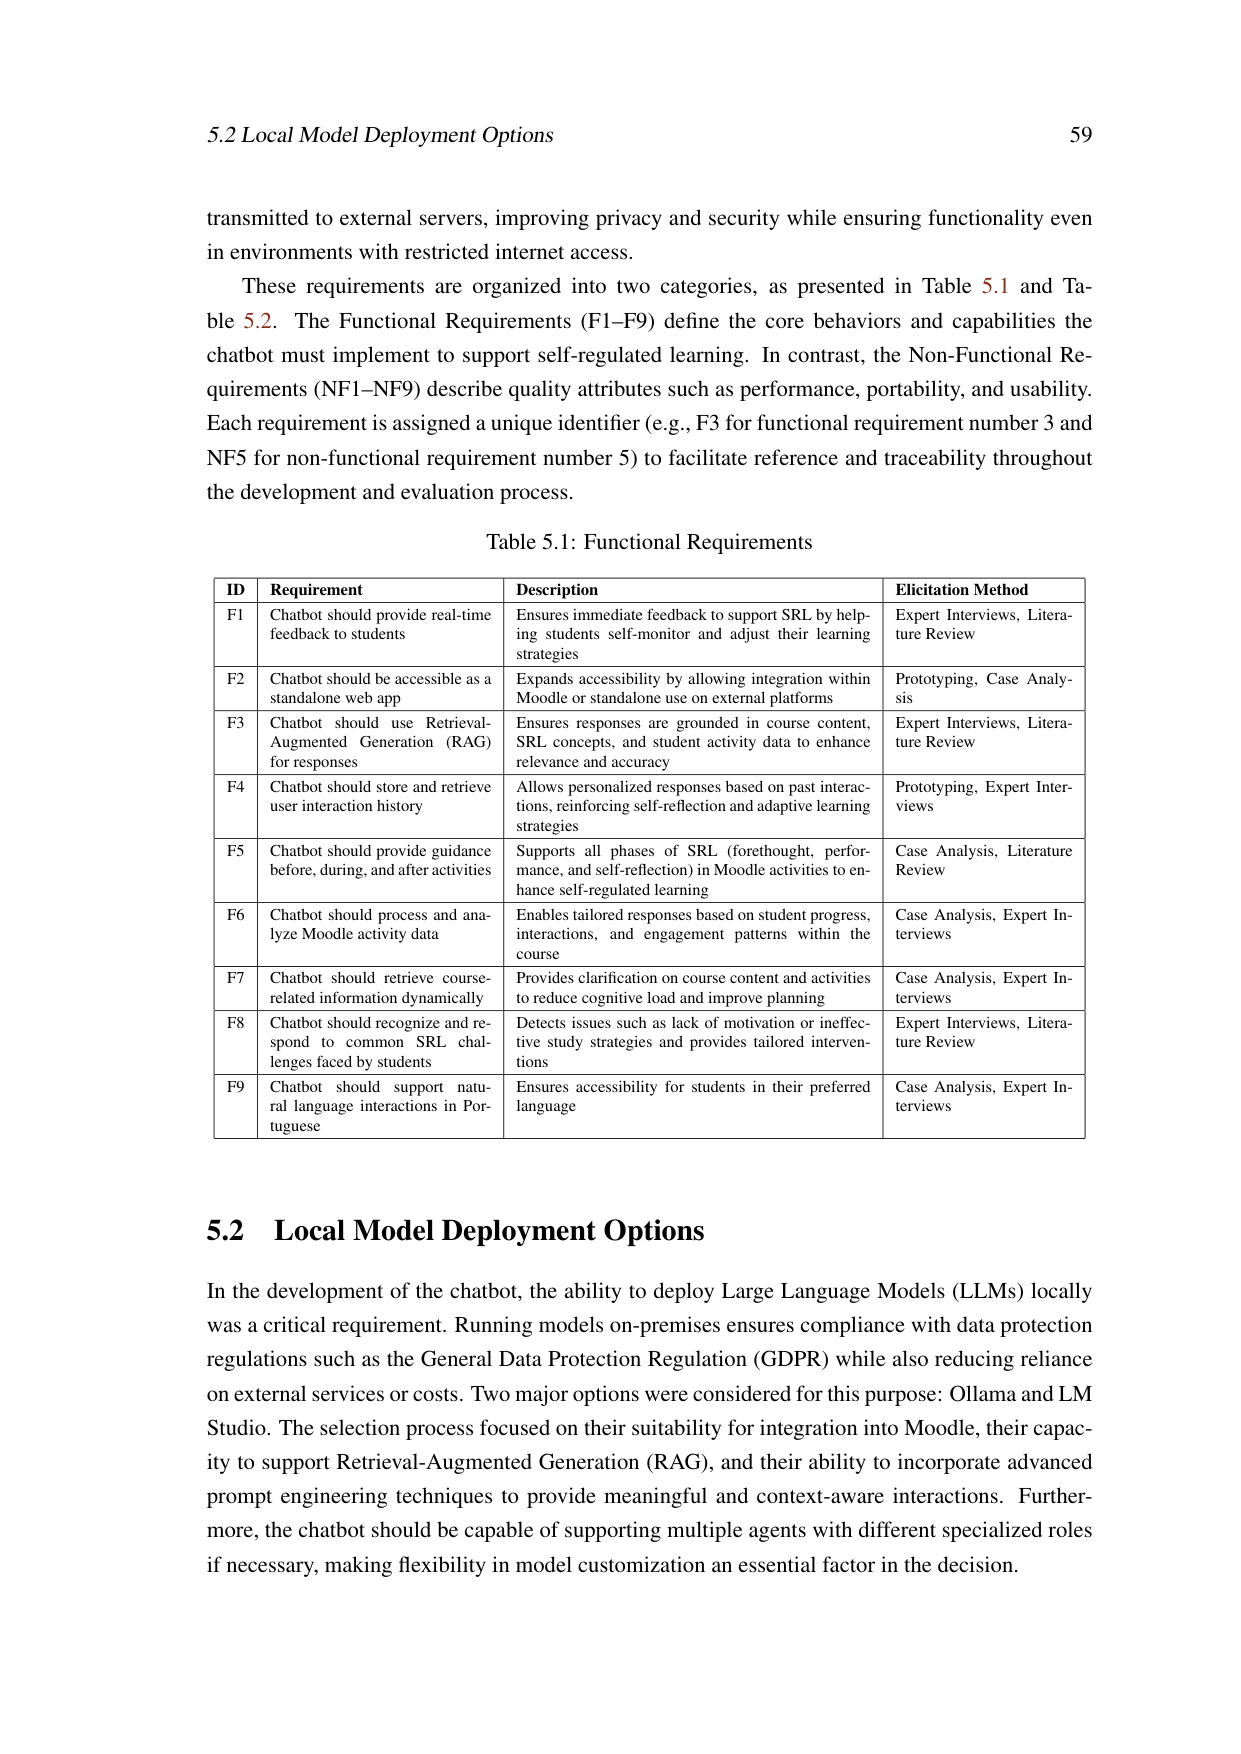 5.2 Local Model Deployment Options 59
transmitted to external servers, improving privacy and security while ensuring functionality even
in environments with restricted internet access.
These requirements are organized into two categories, as presented in Table 5.1 and Ta-
ble 5.2. The Functional Requirements (F1–F9) define the core behaviors and capabilities the
chatbot must implement to support self-regulated learning. In contrast, the Non-Functional Re-
quirements (NF1–NF9) describe quality attributes such as performance, portability, and usability.
Each requirement is assigned a unique identifier (e.g., F3 for functional requirement number 3 and
NF5 for non-functional requirement number 5) to facilitate reference and traceability throughout
the development and evaluation process.
Table 5.1: Functional Requirements
ID Requirement Description Elicitation Method
F1 Chatbot should provide real-time Ensures immediate feedback to support SRL by help- Expert Interviews, Litera-
feedback to students ing students self-monitor and adjust their learning ture Review
strategies
F2 Chatbot should be accessible as a Expands accessibility by allowing integration within Prototyping, Case Analy-
standalone web app Moodle or standalone use on external platforms sis
F3 Chatbot should use Retrieval- Ensures responses are grounded in course content, Expert Interviews, Litera-
Augmented Generation (RAG) SRL concepts, and student activity data to enhance ture Review
for responses relevance and accuracy
F4 Chatbot should store and retrieve Allows personalized responses based on past interac- Prototyping, Expert Inter-
user interaction history tions, reinforcing self-reflection and adaptive learning views
strategies
F5 Chatbot should provide guidance Supports all phases of SRL (forethought, perfor- Case Analysis, Literature
before, during, and after activities mance, and self-reflection) in Moodle activities to en- Review
hance self-regulated learning
F6 Chatbot should process and ana- Enables tailored responses based on student progress, Case Analysis, Expert In-
lyze Moodle activity data interactions, and engagement patterns within the terviews
course
F7 Chatbot should retrieve course- Provides clarification on course content and activities Case Analysis, Expert In-
related information dynamically to reduce cognitive load and improve planning terviews
F8 Chatbot should recognize and re- Detects issues such as lack of motivation or ineffec- Expert Interviews, Litera-
spond to common SRL chal- tive study strategies and provides tailored interven- ture Review
lenges faced by students tions
F9 Chatbot should support natu- Ensures accessibility for students in their preferred Case Analysis, Expert In-
ral language interactions in Por- language terviews
tuguese
5.2 Local Model Deployment Options
In the development of the chatbot, the ability to deploy Large Language Models (LLMs) locally
was a critical requirement. Running models on-premises ensures compliance with data protection
regulations such as the General Data Protection Regulation (GDPR) while also reducing reliance
on external services or costs. Two major options were considered for this purpose: Ollama and LM
Studio. The selection process focused on their suitability for integration into Moodle, their capac-
ity to support Retrieval-Augmented Generation (RAG), and their ability to incorporate advanced
prompt engineering techniques to provide meaningful and context-aware interactions. Further-
more, the chatbot should be capable of supporting multiple agents with different specialized roles
if necessary, making flexibility in model customization an essential factor in the decision.